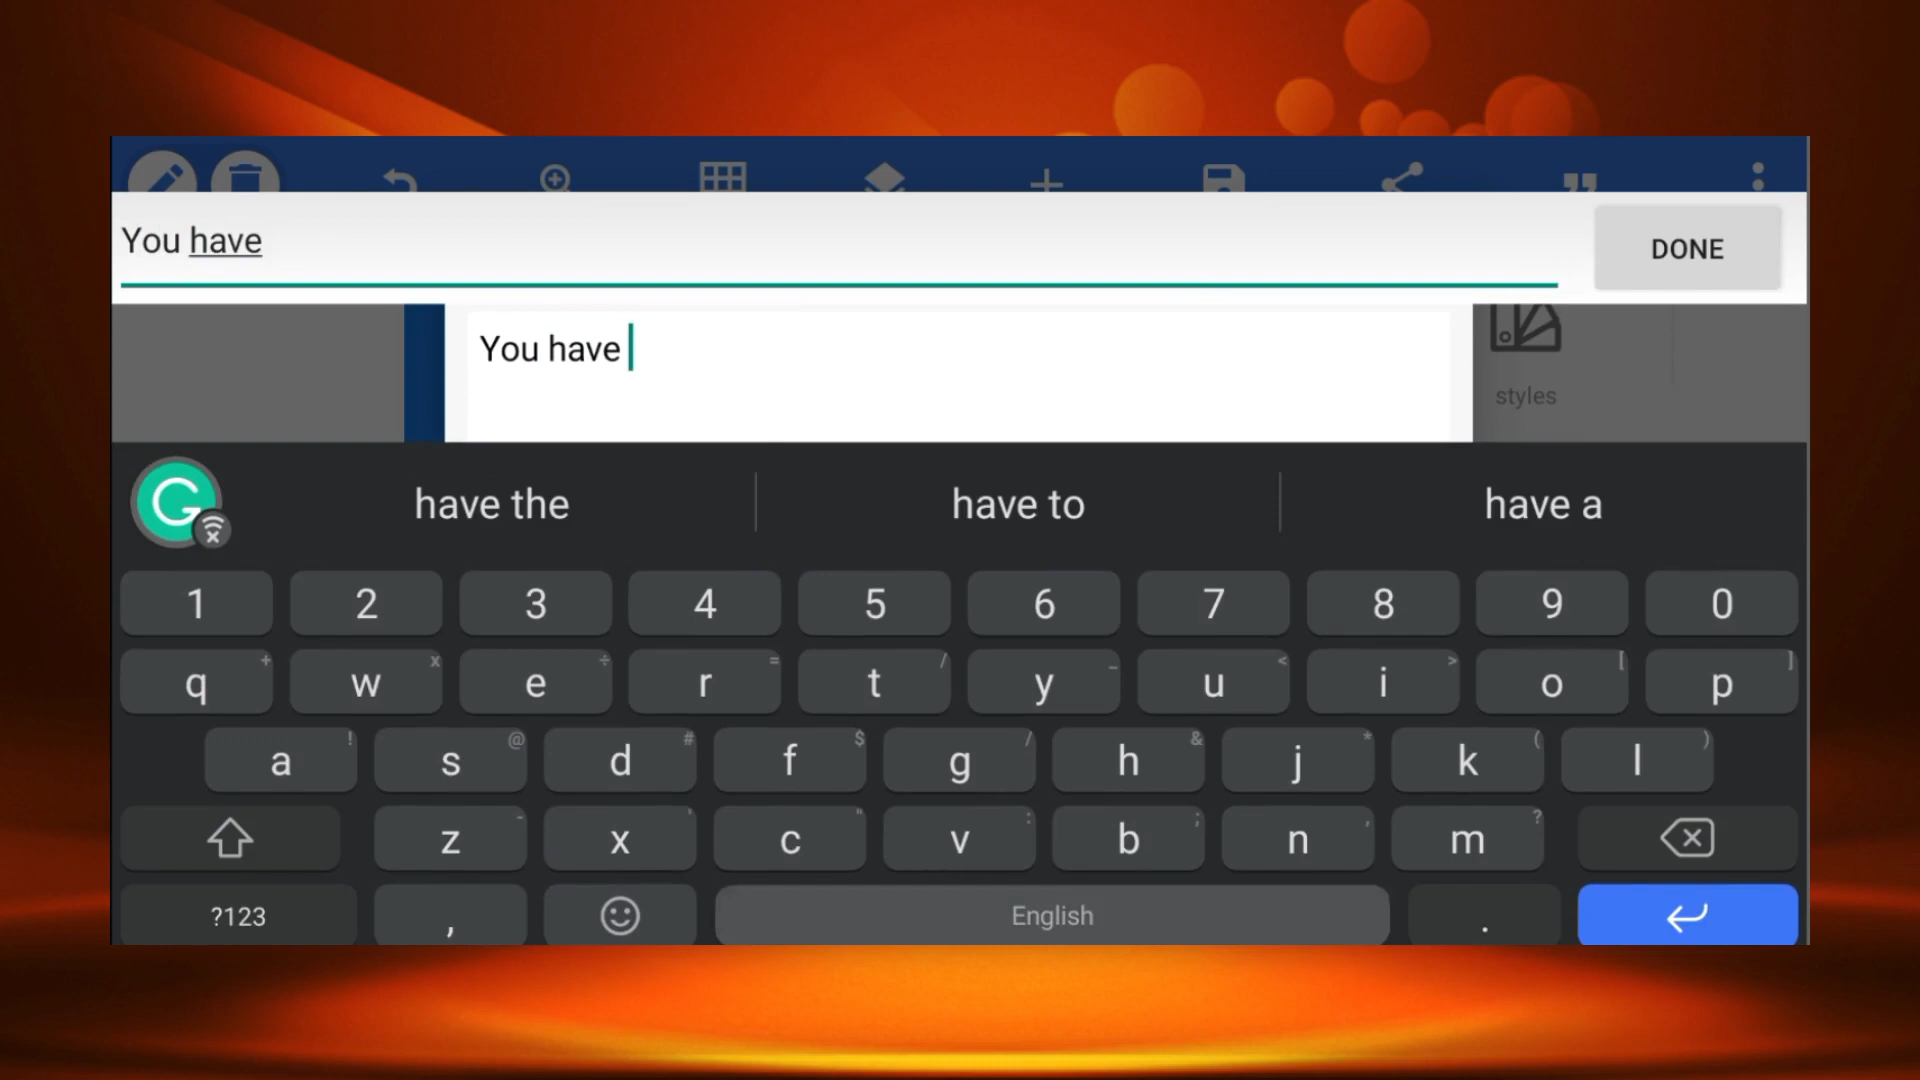 You have
DONE
You have
styles
have the have to have a
1 2 3 4 5 6 7 8 9 0
+ x ÷ = / _ < > [ ]
q w e r t y u i o p
! @ # $ / & * ( )
a s d f g h j k l
- ' " : ; , ?
z x c v b n m
?123 , English .